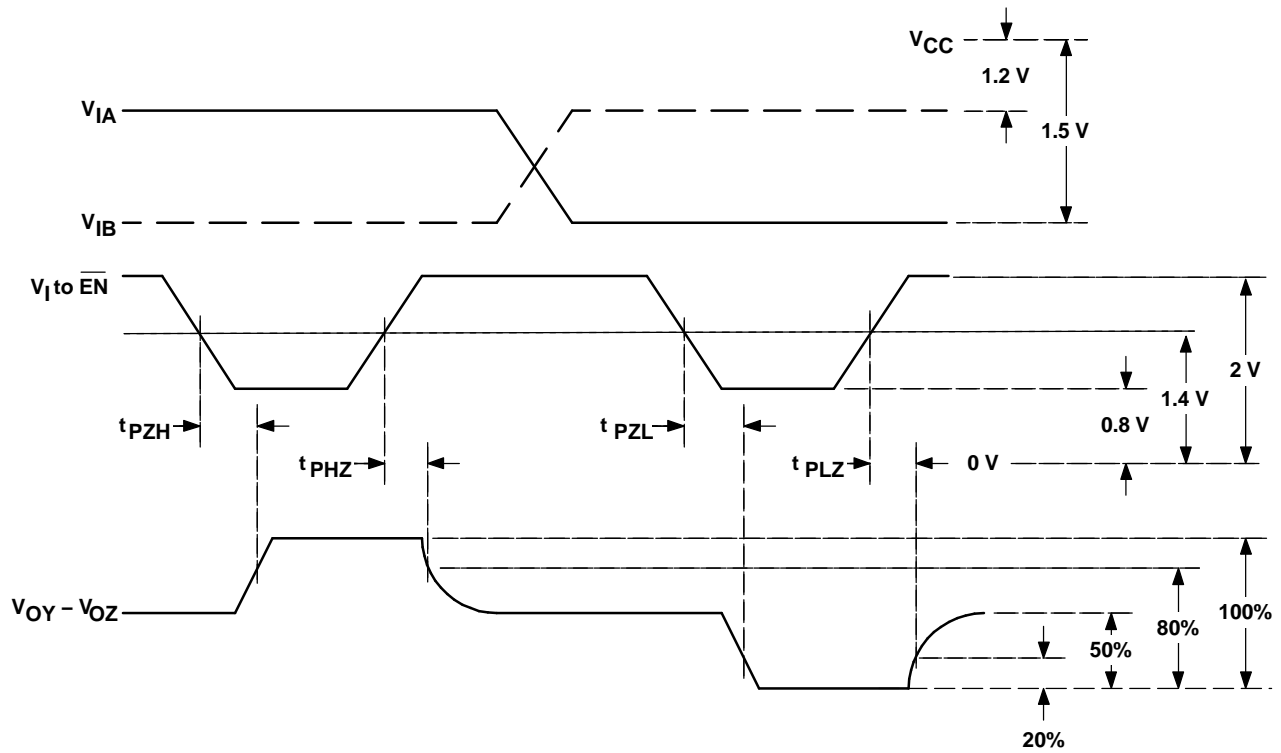 VCC
1.2 V
VIA
1.5 V
VIB
VI to EN
2 V
1.4 V
0.8 V
tPZH
tPZL
tPHZ
tPLZ
0 V
100%
80%
VOY – VOZ
50%
20%